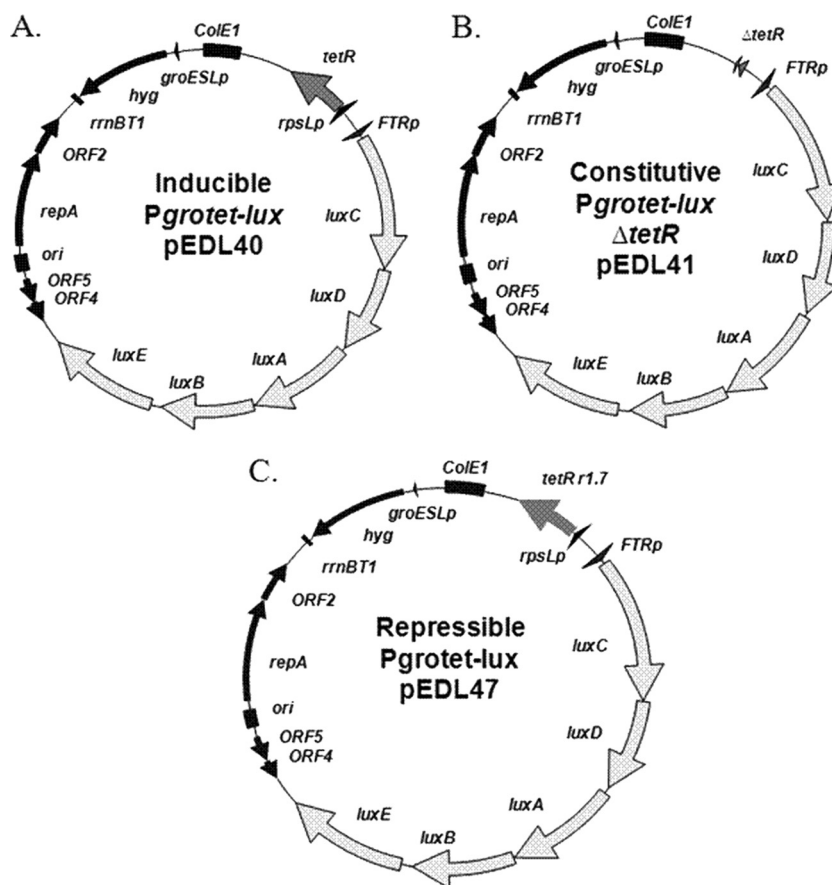 A.
ColE1
tetR
groESLp
hyg
rpsLp
FTRp
rrnBT1
ORF2
Inducible
Pgrotet-lux
pEDL40
luxC
repA
ori
ORF5
ORF4
luxD
luxE
luxA
luxB
B.
ColE1
ΔtetR
groESLp
FTRp
hyg
rrnBT1
ORF2
Constitutive
Pgrotet-lux
ΔtetR
pEDL41
luxC
repA
luxD
ori
ORF5
ORF4
luxA
luxE
luxB
C.
ColE1
tetR r1.7
groESLp
hyg
rpsLp
FTRp
rrnBT1
ORF2
Repressible
Pgrotet-lux
pEDL47
luxC
repA
ori
ORF5
ORF4
luxD
luxE
luxA
luxB